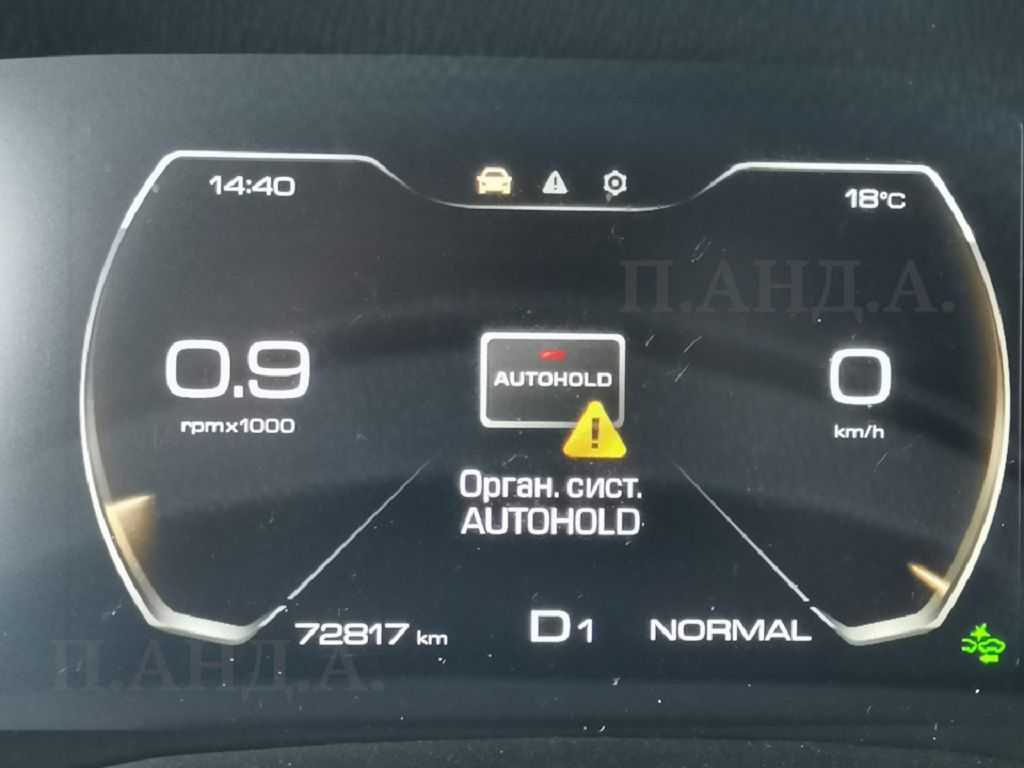 14:40
18°C
П.АНД.А.
0.9
rpmx1000
AUTOHOLD
0
km/h
Орган. сист.
AUTOHOLD
72817 km
D1
NORMAL
П.АНД.А.